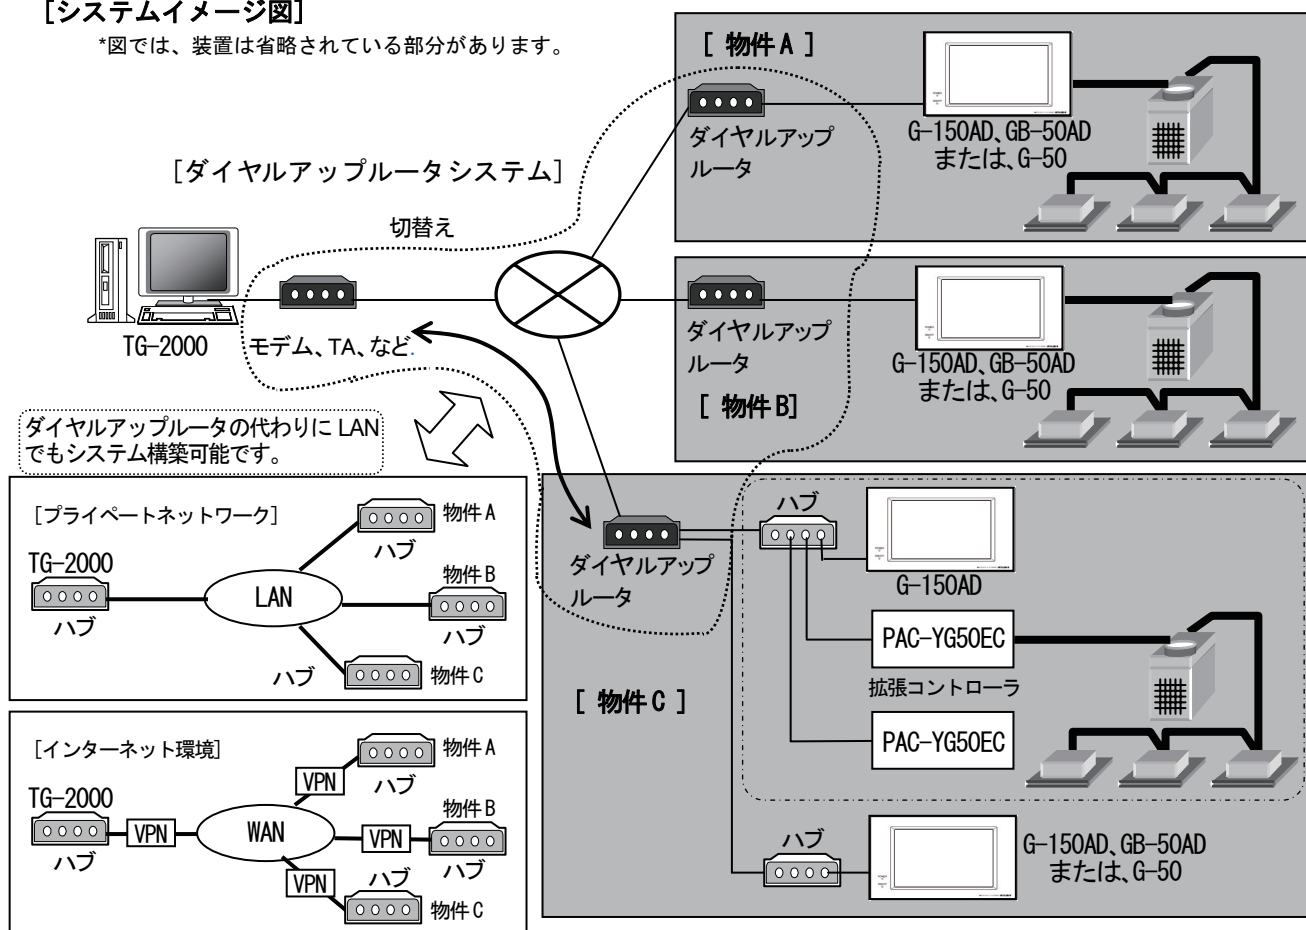 [システムイメージ図]
*図では、装置は省略されている部分があります。
[ダイヤルアップルータシステム]
切替え
TG-2000
モデム、TA、など.
ダイヤルアップルータの代わりに LAN
でもシステム構築可能です。
[ 物件 A ]
ダイヤルアップ
ルータ
G-150AD、GB-50AD
または、G-50
ダイヤルアップ
ルータ
[ 物件 B]
G-150AD、GB-50AD
または、G-50
ダイヤルアップ
ルータ
[ 物件 C ]
ハブ
G-150AD
PAC-YG50EC
拡張コントローラ
PAC-YG50EC
ハブ
G-150AD、GB-50AD
または、G-50
[プライベートネットワーク]
TG-2000
ハブ
LAN
物件 A
ハブ
物件 B
ハブ
ハブ
物件 C
[インターネット環境]
TG-2000
ハブ
VPN
WAN
VPN
物件 A
ハブ
VPN
物件 B
ハブ
VPN
ハブ
物件 C